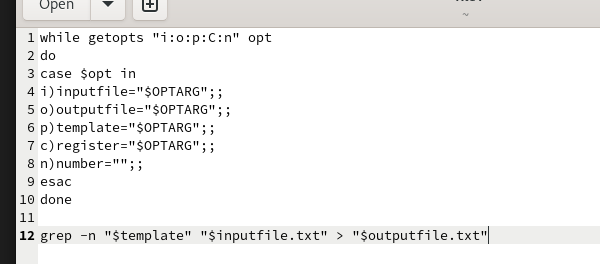 Open
1 while getopts "i:o:p:C:n" opt
2 do
3 case $opt in
4 i)inputfile="$OPTARG";;
5 o)outputfile="$OPTARG";;
6 p)template="$OPTARG";;
7 c)register="$OPTARG";;
8 n)number="";;
9 esac
10 done
11
12 grep -n "$template" "$inputfile.txt" > "$outputfile.txt"